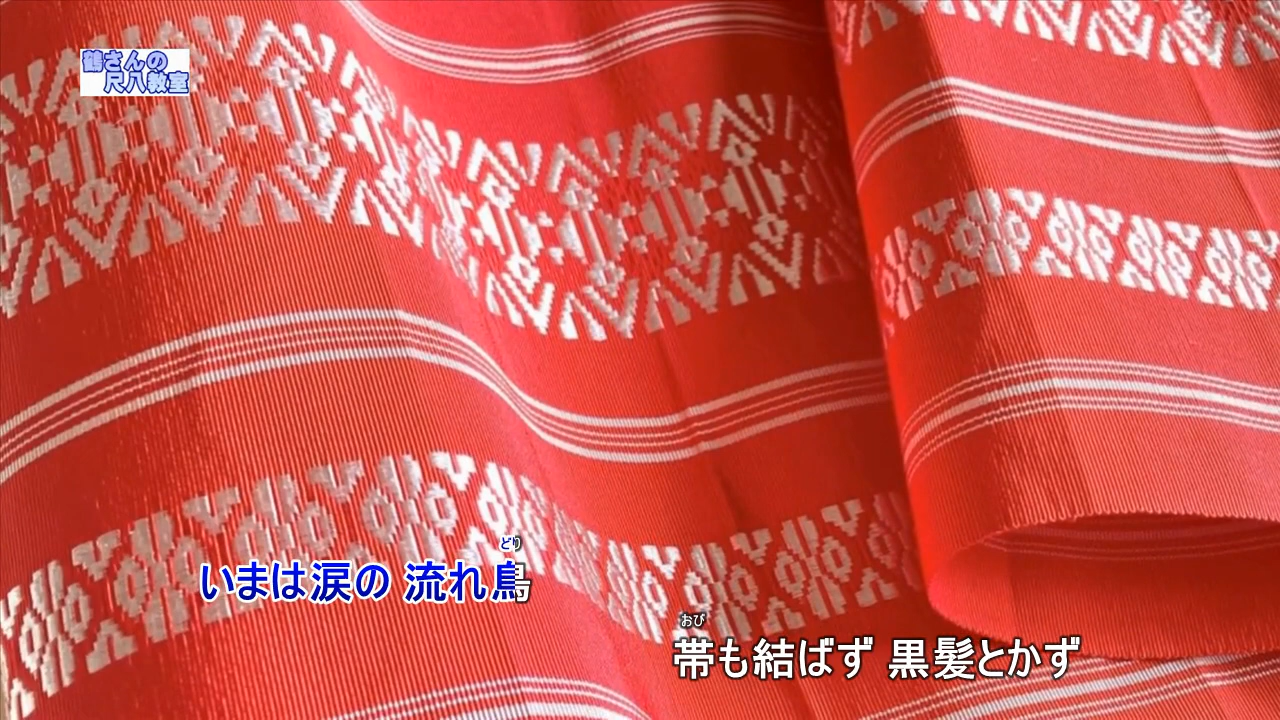 鶴さんの
尺八教室
どり
いまは涙の 流れ鳥
おび
帯も結ばず 黒髪とかず